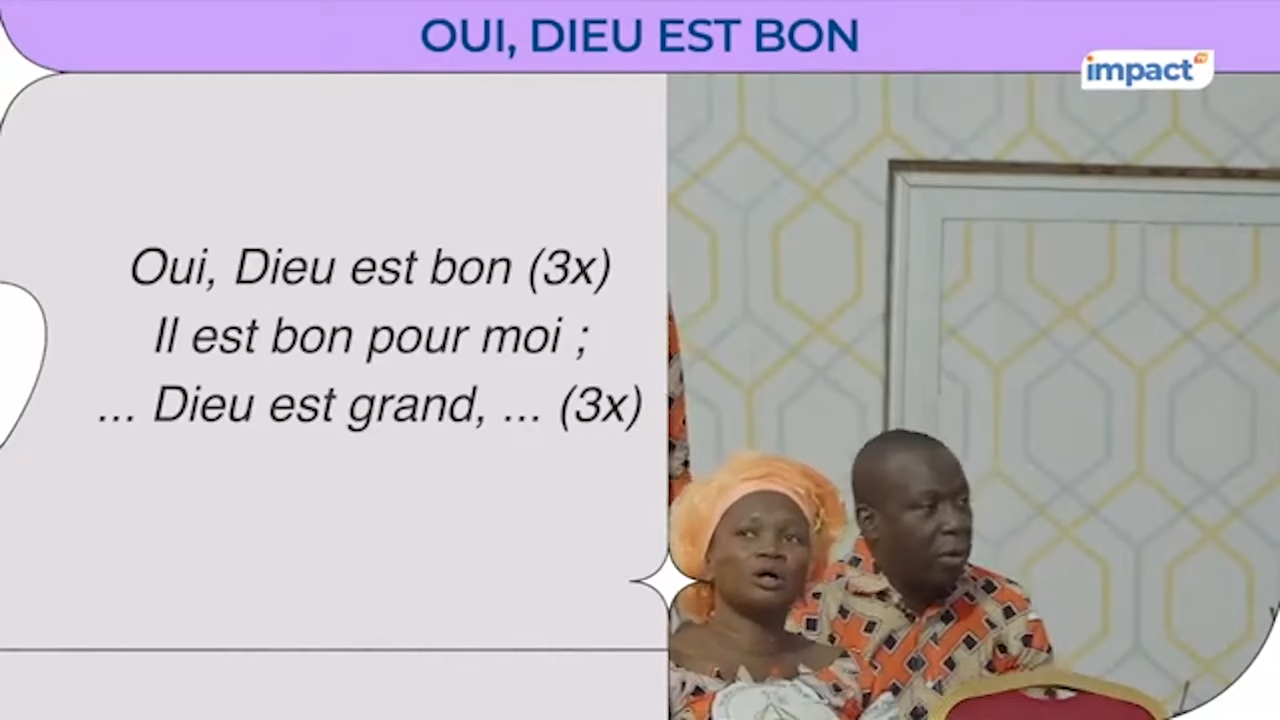 OUI, DIEU EST BON
impact
Oui, Dieu est bon (3x)
Il est bon pour moi ;
... Dieu est grand, ... (3x)